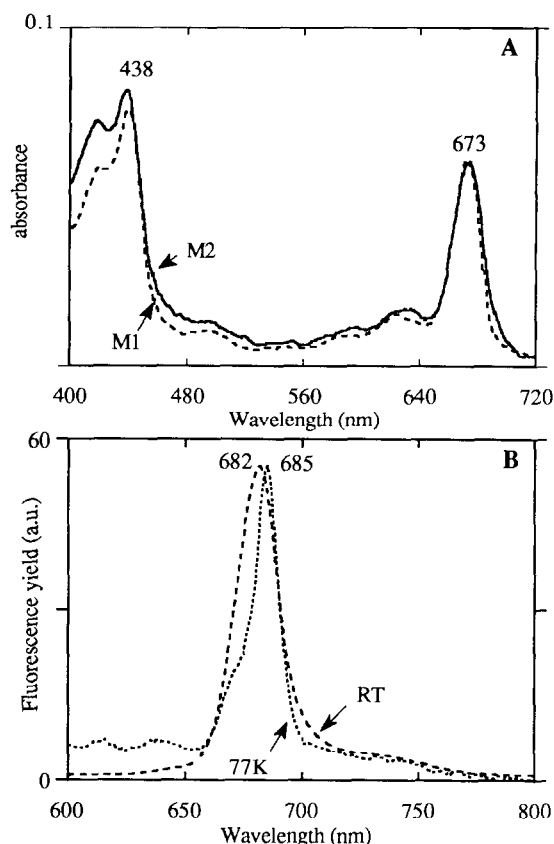 0.1
A
438
673
absorbance
M2
M1
400
480
560
640
720
Wavelength (nm)
60
B
682
685
Fluorescence yield (a.u.)
RT
77K
0
600
650
700
750
800
Wavelength (nm)